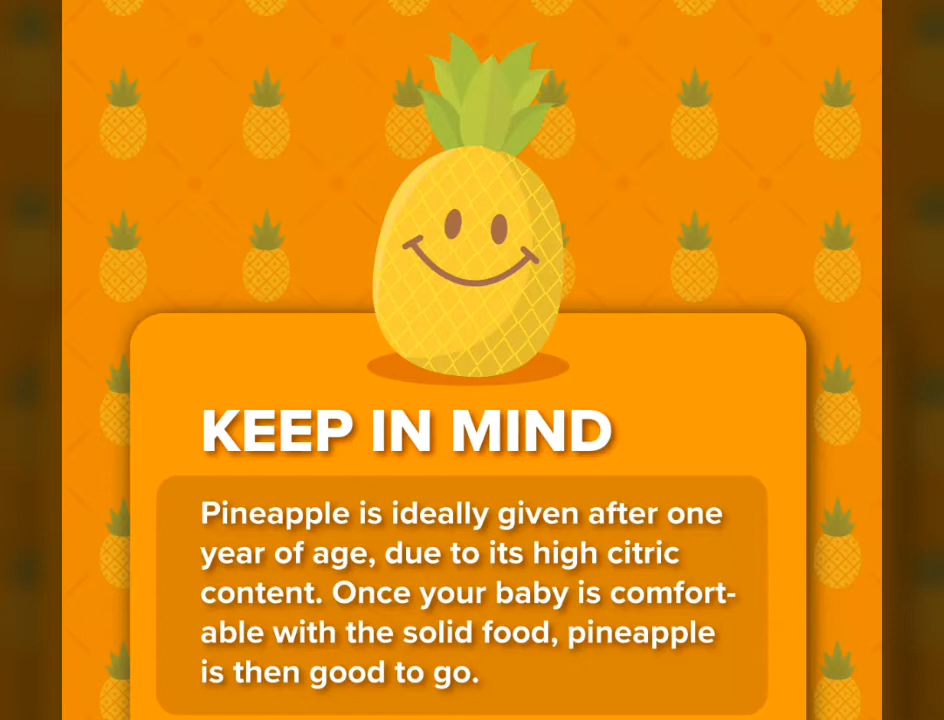 KEEP IN MIND
Pineapple is ideally given after one
year of age, due to its high citric
content. Once your baby is comfort-
able with the solid food, pineapple
is then good to go.